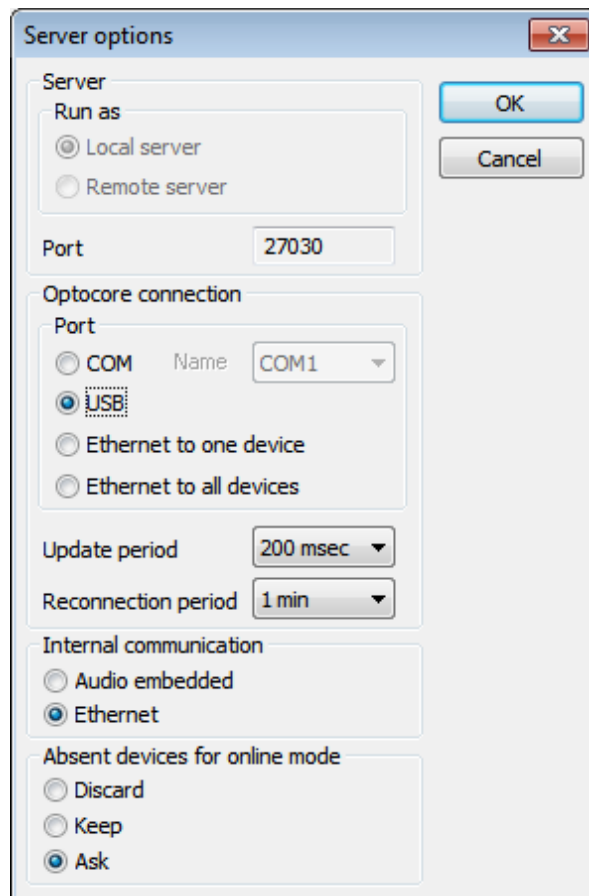 Server options
Server
OK
Run as
Local server
Cancel
Remote server
Port 27030
Optocore connection
Port
COM Name COM1
USB
Ethernet to one device
Ethernet to all devices
Update period 200 msec
Reconnection period 1 min
Internal communication
Audio embedded
Ethernet
Absent devices for online mode
Discard
Keep
Ask